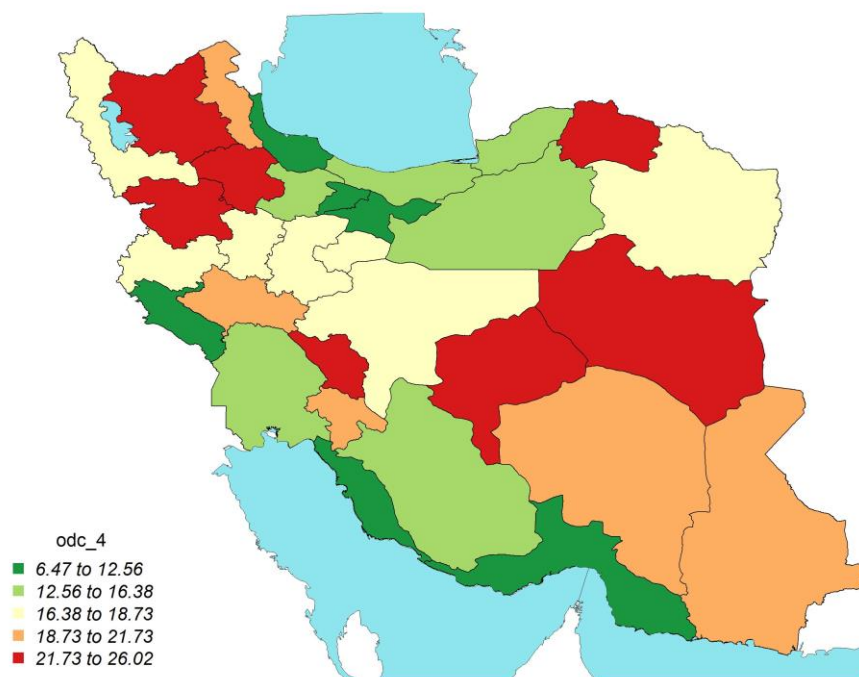 odc_4
6.47 to 12.56
12.56 to 16.38
16.38 to 18.73
18.73 to 21.73
21.73 to 26.02